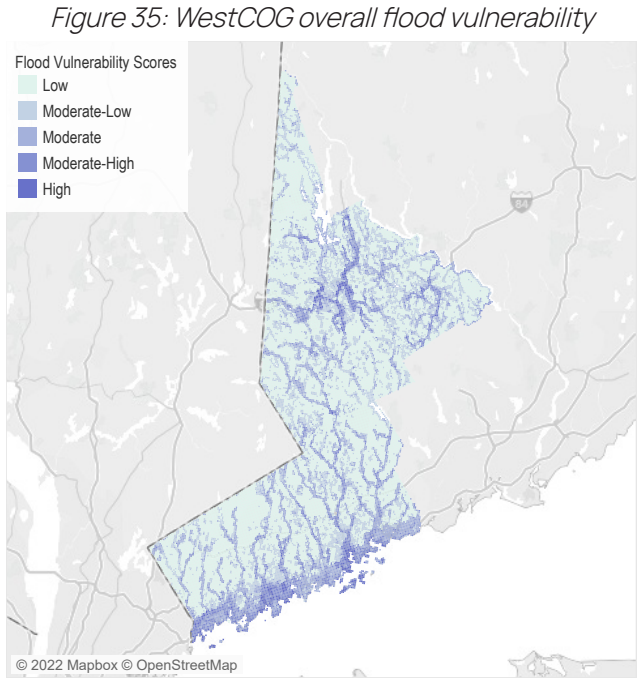 Figure 35: WestCOG overall flood vulnerability
Flood Vulnerability Scores
Low
Moderate-Low
Moderate
Moderate-High
High
84
© 2022 Mapbox © OpenStreetMap